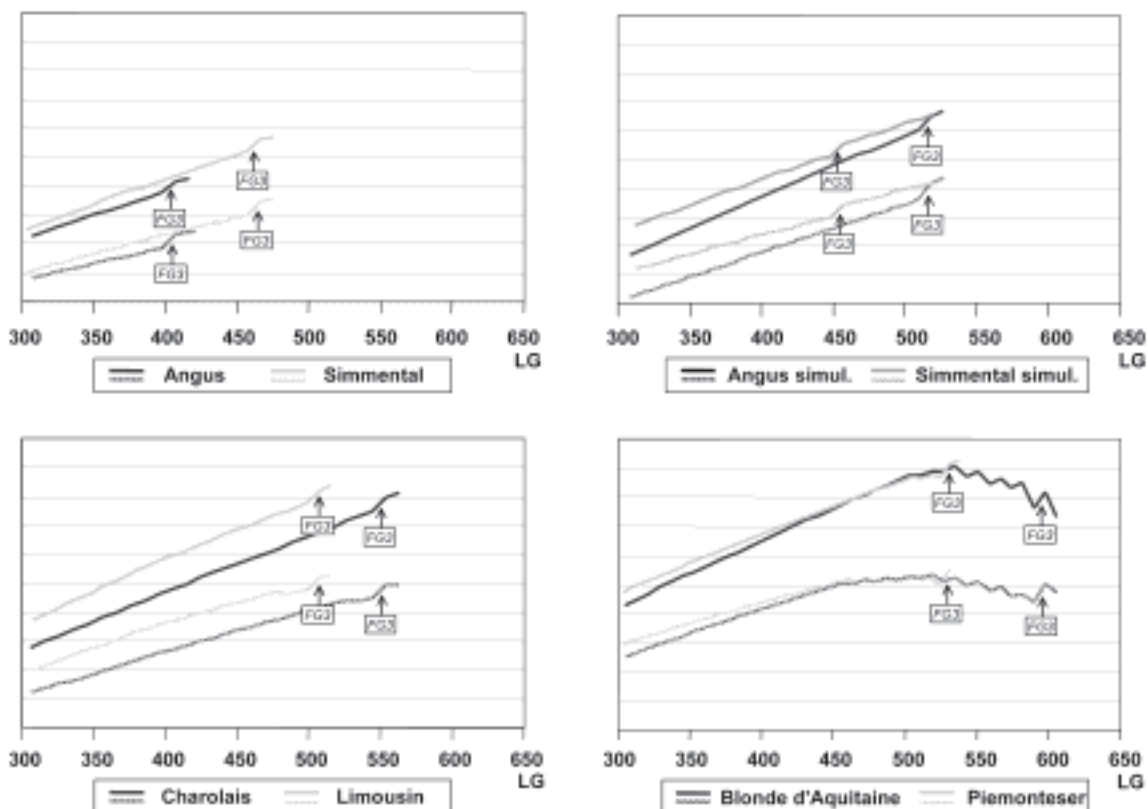 FG3
FG3
FG3
FG3
300 350 400 450 500 550 600 650
LG
Angus Simmental
FG3
FG3
FG3
FG3
300 350 400 450 500 550 600 650
LG
Angus simul. Simmental simul.
FG3
FG3
FG3
FG3
300 350 400 450 500 550 600 650
LG
Charolais Limousin
FG3
FG3
FG3
FG3
300 350 400 450 500 550 600 650
LG
Blonde d'Aquitaine Piemonteser